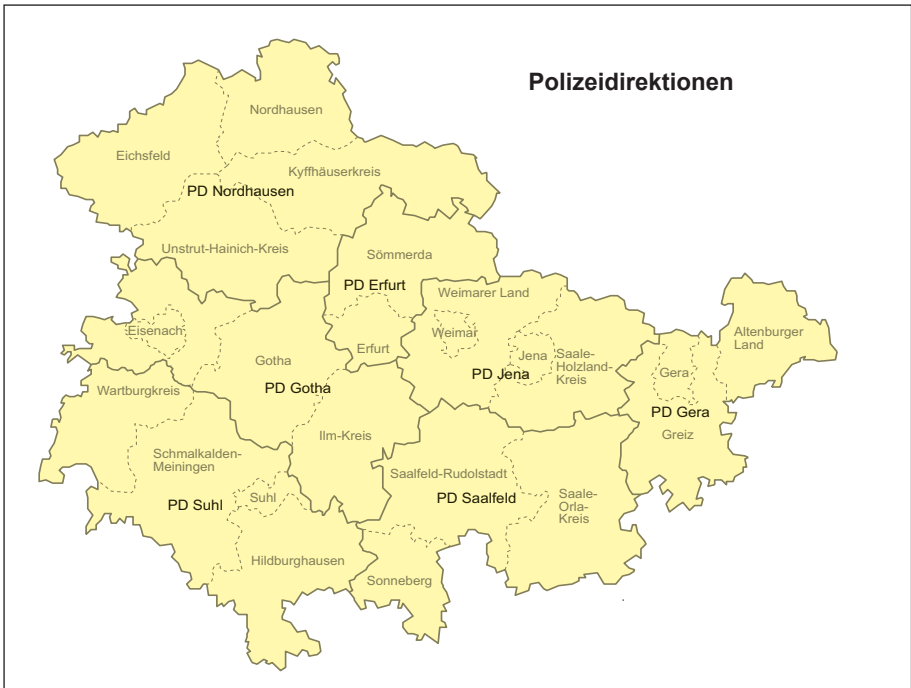 Polizeidirektionen
Nordhausen
Eichsfeld
Kyffhäuserkreis
PD Nordhausen
Unstrut-Hainich-Kreis
Sömmerda
PD Erfurt
Weimarer Land
Eisenach
Weimar
Altenburger
Land
Erfurt
Jena
Saale-
Holzland-
Kreis
Gotha
PD Jena
Gera
PD Gotha
Wartburgkreis
PD Gera
Ilm-Kreis
Greiz
Schmalkalden-
Meiningen
Saalfeld-Rudolstadt
Suhl
PD Suhl
PD Saalfeld
Saale-
Orla-
Kreis
Hildburghausen
Sonneberg